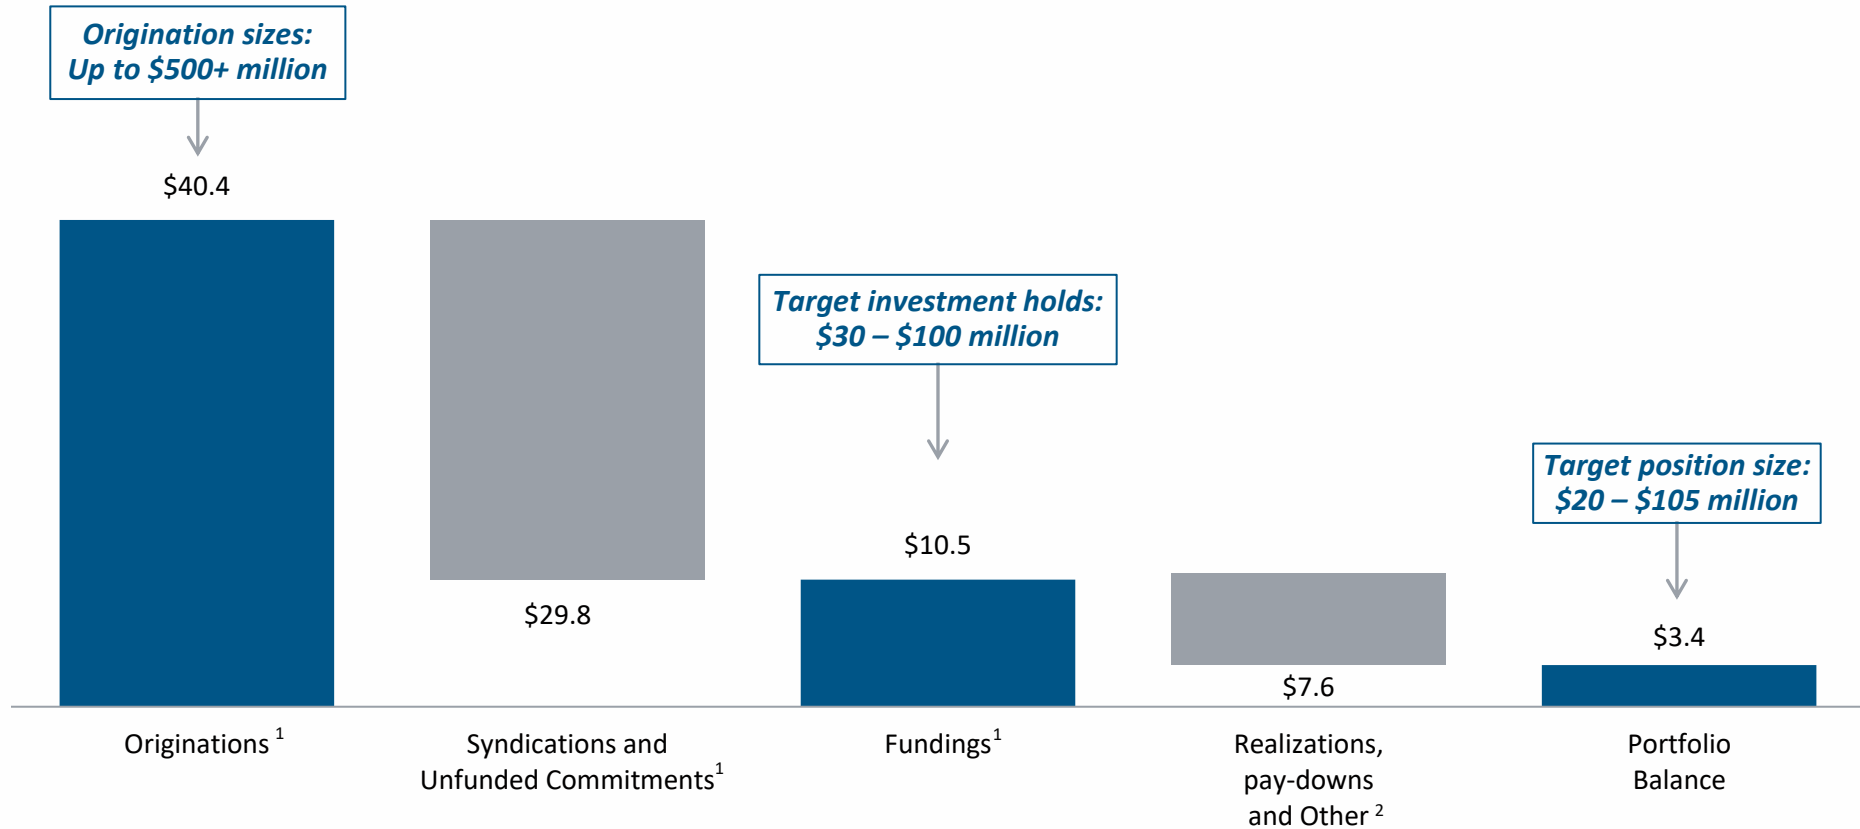 Origination sizes:
Up to $500+ million
$40.4
$29.8
Target investment holds:
$30 – $100 million
$10.5
$7.6
Target position size:
$20 – $105 million
$3.4
Originations 1
Syndications and
Unfunded Commitments1
Fundings1
Realizations,
pay-downs
and Other 2
Portfolio
Balance